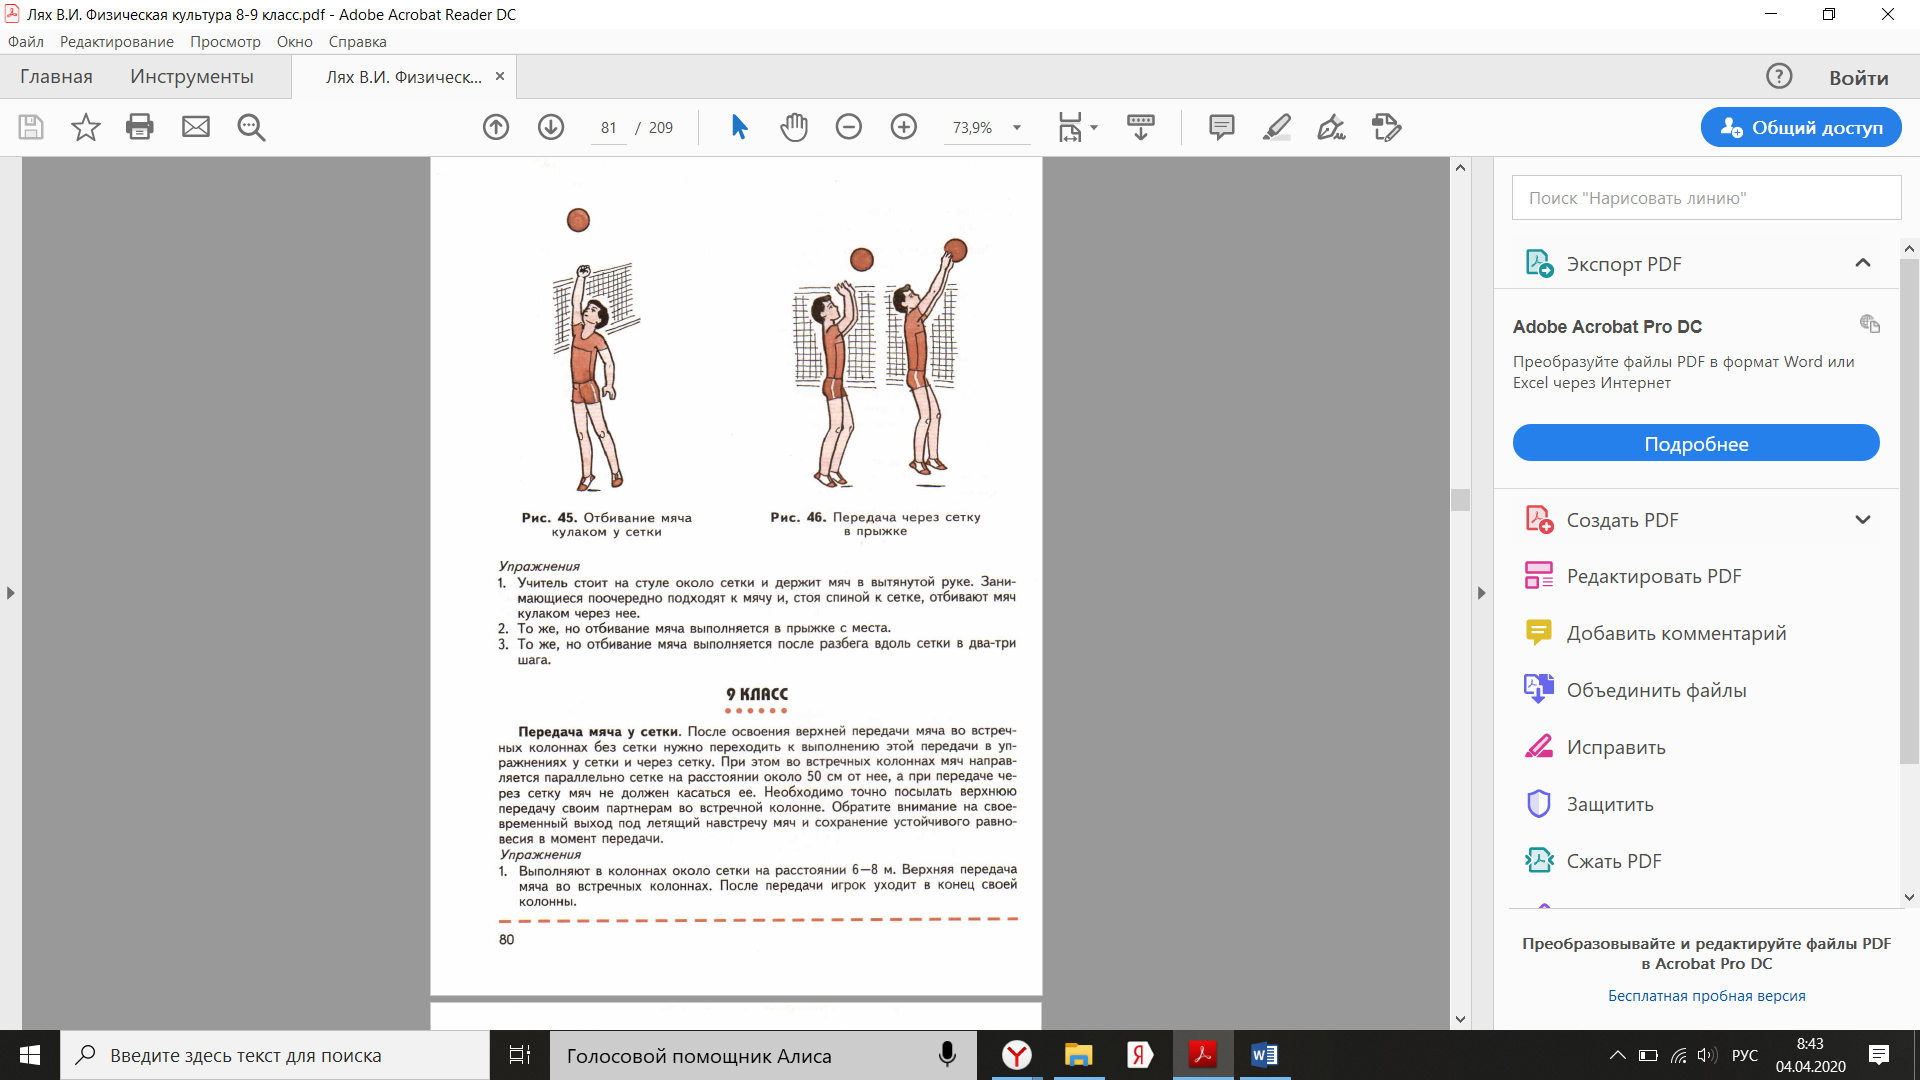 Лях В.И. Физическая культура 8-9 класс.pdf - Adobe Acrobat Reader DC
Файл Редактирование Просмотр Окно Справка
Главная Инструменты Лях В.И. Физическ... ×
? Войти
81 / 209 73,9% Общий доступ
Рис. 45. Отбивание мяча
кулаком у сетки
Рис. 46. Передача через сетку
в прыжке
Упражнения
1. Учитель стоит на стуле около сетки и держит мяч в вытянутой руке. Зани-
мающиеся поочередно подходят к мячу и, стоя спиной к сетке, отбивают мяч
кулаком через нее.
2. То же, но отбивание мяча выполняется в прыжке с места.
3. То же, но отбивание мяча выполняется после разбега вдоль сетки в два-три
шага.
9 КЛАСС
Передача мяча у сетки. После освоения верхней передачи мяча во встреч-
ных колоннах без сетки нужно переходить к выполнению этой передачи в уп-
ражнениях у сетки и через сетку. При этом во встречных колоннах мяч направ-
ляется параллельно сетке на расстоянии около 50 см от нее, а при передаче че-
рез сетку мяч не должен касаться ее. Необходимо точно посылать верхнюю
передачу своим партнерам во встречной колонне. Обратите внимание на свое-
временный выход под летящий навстречу мяч и сохранение устойчивого равно-
весия в момент передачи.
Упражнения
1. Выполняют в колоннах около сетки на расстоянии 6—8 м. Верхняя передача
мяча во встречных колоннах. После передачи игрок уходит в конец своей
колонны.
80
Поиск "Нарисовать линию"
Экспорт PDF
Adobe Acrobat Pro DC
Преобразуйте файлы PDF в формат Word или
Excel через Интернет
Подробнее
Создать PDF
Редактировать PDF
Добавить комментарий
Объединить файлы
Исправить
Защитить
Сжать PDF
Преобразовывайте и редактируйте файлы PDF
в Acrobat Pro DC
Бесплатная пробная версия
Введите здесь текст для поиска
Голосовой помощник Алиса
РУС
8:43
04.04.2020